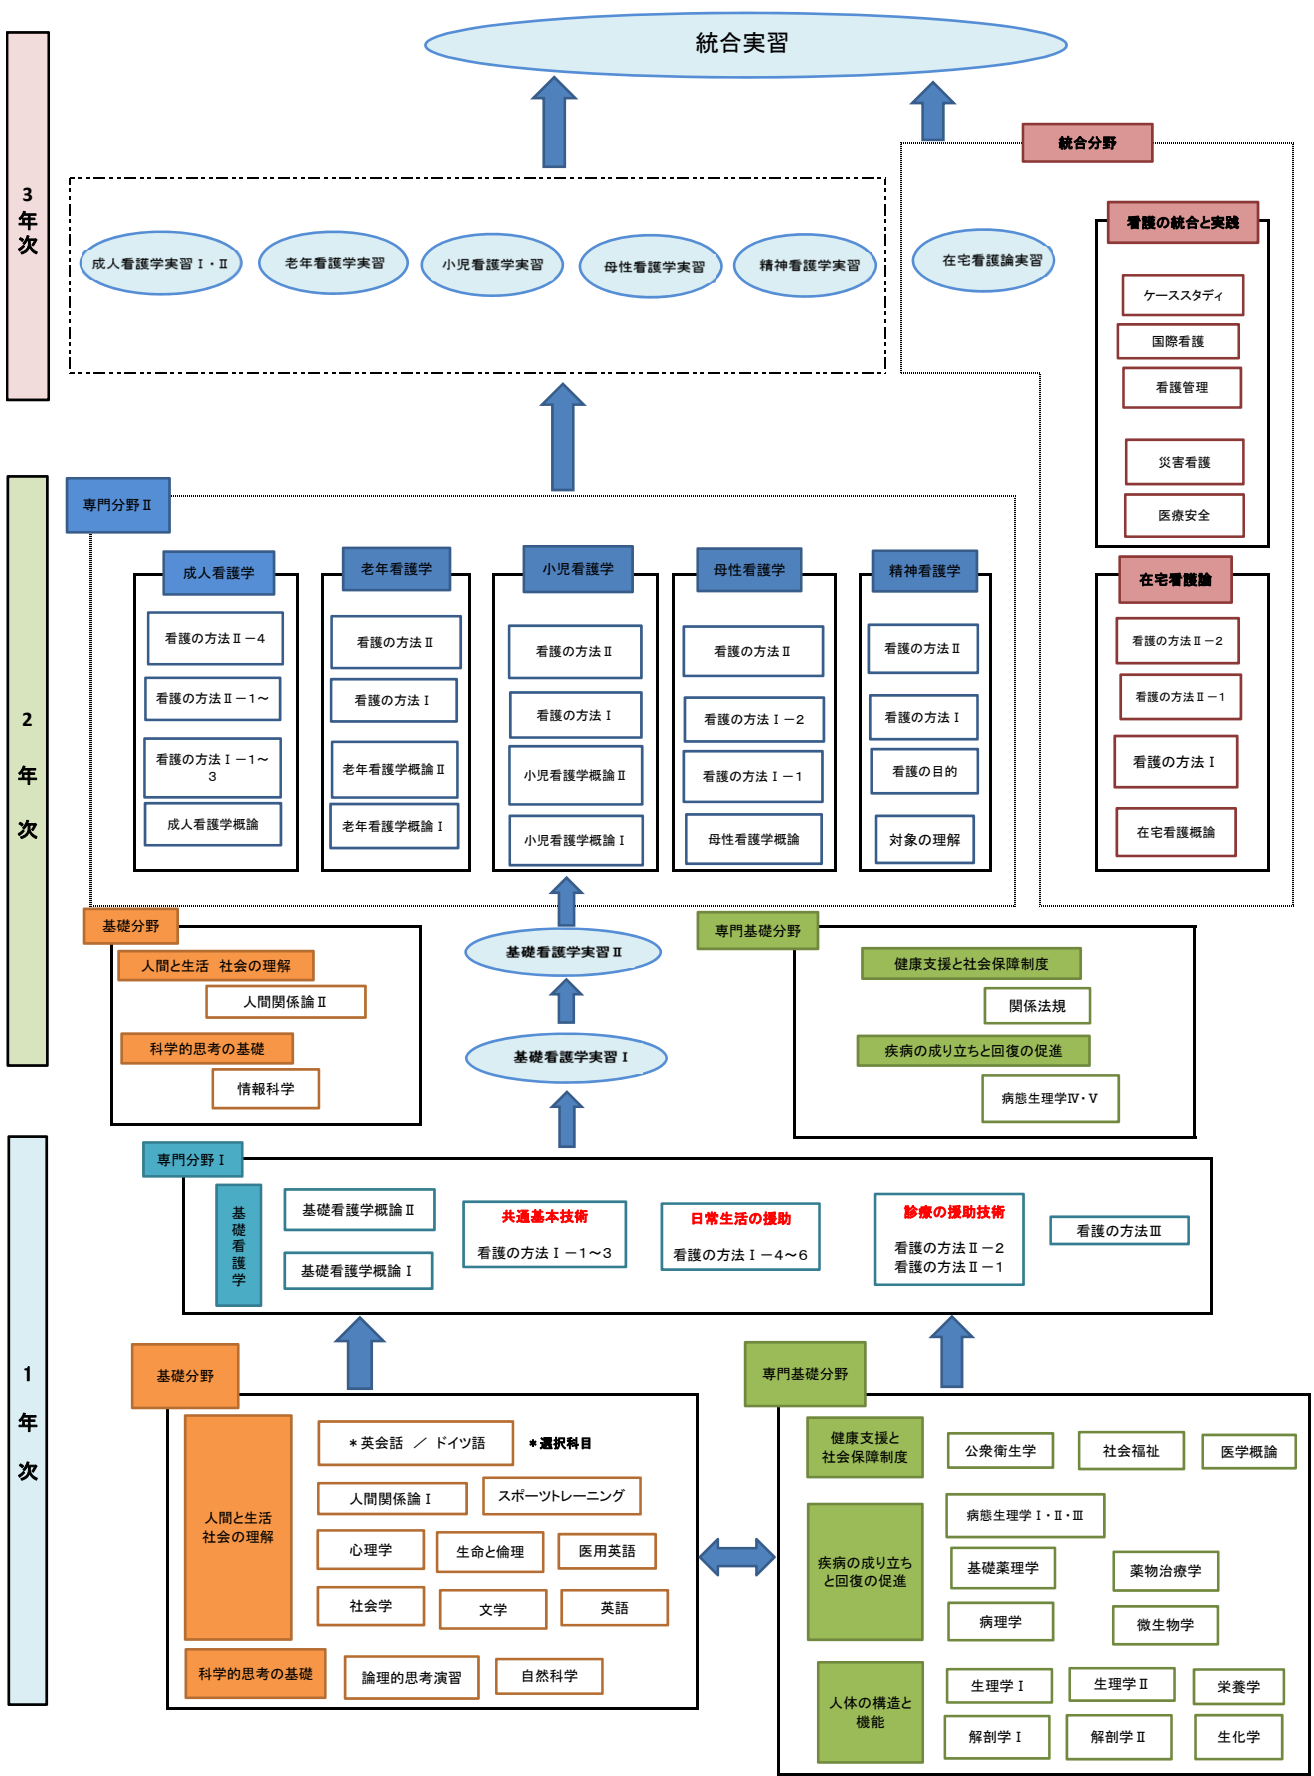 統合実習
3
年
次
統合分野
看護の統合と実践
成人看護学実習Ⅰ・Ⅱ
老年看護学実習
小児看護学実習
母性看護学実習
精神看護学実習
在宅看護論実習
ケーススタディ
国際看護
看護管理
災害看護
医療安全
2
年
次
専門分野Ⅱ
成人看護学
看護の方法Ⅱ－4
看護の方法Ⅱ－1～
看護の方法Ⅰ－1～
3
成人看護学概論
老年看護学
看護の方法Ⅱ
看護の方法Ⅰ
老年看護学概論Ⅱ
老年看護学概論Ⅰ
小児看護学
看護の方法Ⅱ
看護の方法Ⅰ
小児看護学概論Ⅱ
小児看護学概論Ⅰ
母性看護学
看護の方法Ⅱ
看護の方法Ⅰ－2
看護の方法Ⅰ－1
母性看護学概論
精神看護学
看護の方法Ⅱ
看護の方法Ⅰ
看護の目的
対象の理解
在宅看護論
看護の方法Ⅱ－2
看護の方法Ⅱ－1
看護の方法Ⅰ
在宅看護概論
基礎分野
人間と生活　社会の理解
人間関係論Ⅱ
科学的思考の基礎
情報科学
基礎看護学実習Ⅱ
基礎看護学実習Ⅰ
専門基礎分野
健康支援と社会保障制度
関係法規
疾病の成り立ちと回復の促進
病態生理学Ⅳ・Ⅴ
1
年
次
専門分野Ⅰ
基
礎
看
護
学
基礎看護学概論Ⅱ
基礎看護学概論Ⅰ
共通基本技術
看護の方法Ⅰ－1～3
日常生活の援助
看護の方法Ⅰ－4～6
診療の援助技術
看護の方法Ⅱ－2
看護の方法Ⅱ－1
看護の方法Ⅲ
基礎分野
人間と生活
社会の理解
＊英会話　／　ドイツ語
＊選択科目
人間関係論Ⅰ
スポーツトレーニング
心理学
生命と倫理
医用英語
社会学
文学
英語
科学的思考の基礎
論理的思考演習
自然科学
専門基礎分野
健康支援と
社会保障制度
公衆衛生学
社会福祉
医学概論
疾病の成り立ち
と回復の促進
病態生理学Ⅰ・Ⅱ・Ⅲ
基礎薬理学
薬物治療学
病理学
微生物学
人体の構造と
機能
生理学Ⅰ
生理学Ⅱ
栄養学
解剖学Ⅰ
解剖学Ⅱ
生化学